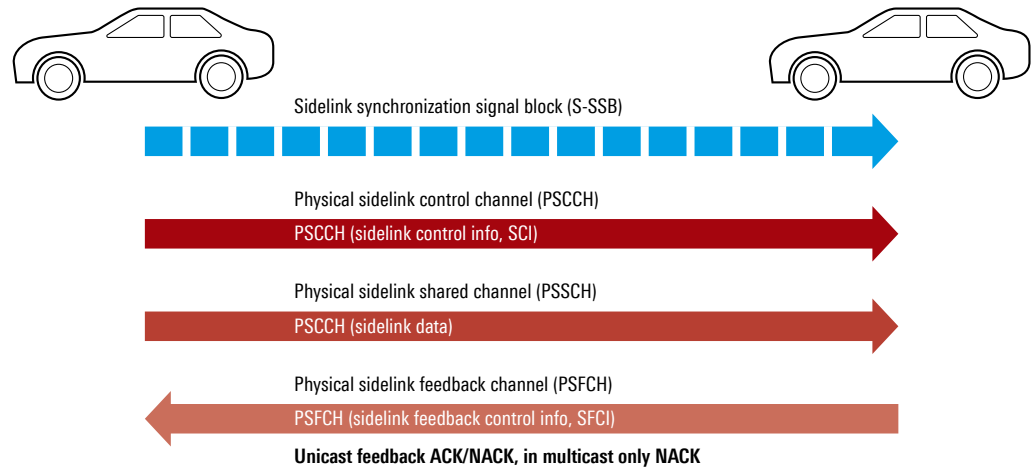 Sidelink synchronization signal block (S-SSB)
Physical sidelink control channel (PSCCH)
PSCCH (sidelink control info, SCI)
Physical sidelink shared channel (PSSCH)
PSCCH (sidelink data)
Physical sidelink feedback channel (PSFCH)
PSFCH (sidelink feedback control info, SFCI)
Unicast feedback ACK/NACK, in multicast only NACK